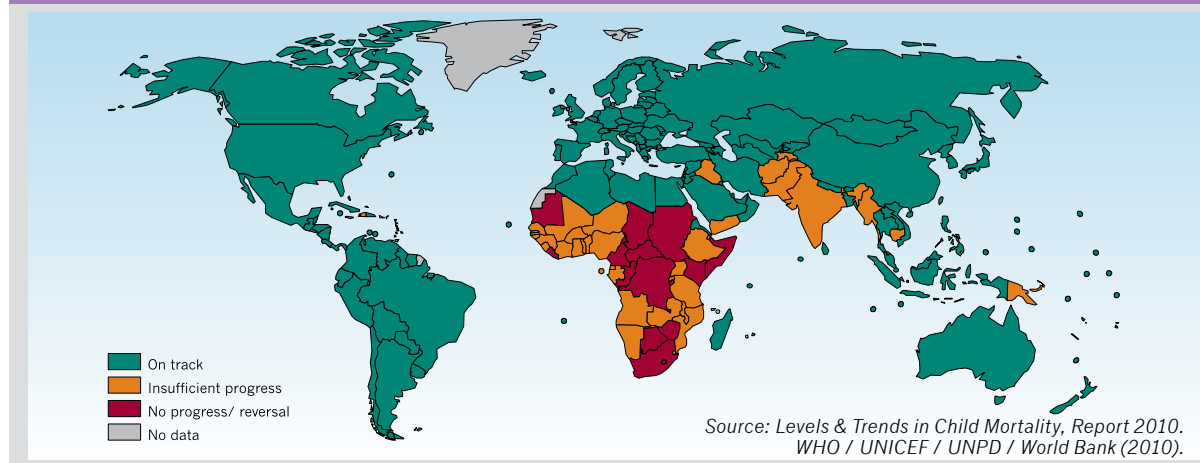 On track
Insufficient progress
No progress/ reversal
No data
Source: Levels & Trends in Child Mortality, Report 2010.
WHO / UNICEF / UNPD / World Bank (2010).